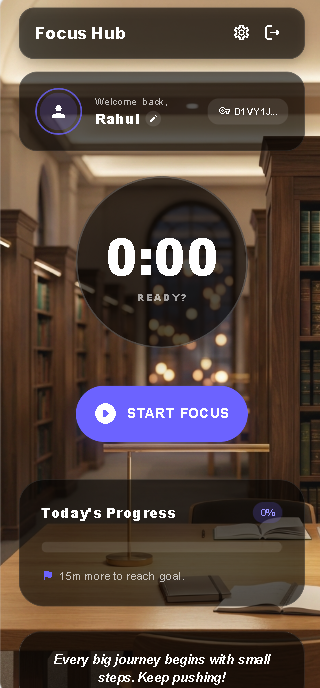 Focus Hub
Welcome back,
Rahul
D1VY1J...
0:00
READY?
START FOCUS
Today's Progress
0%
15m more to reach goal.
Every big journey begins with small
steps. Keep pushing!